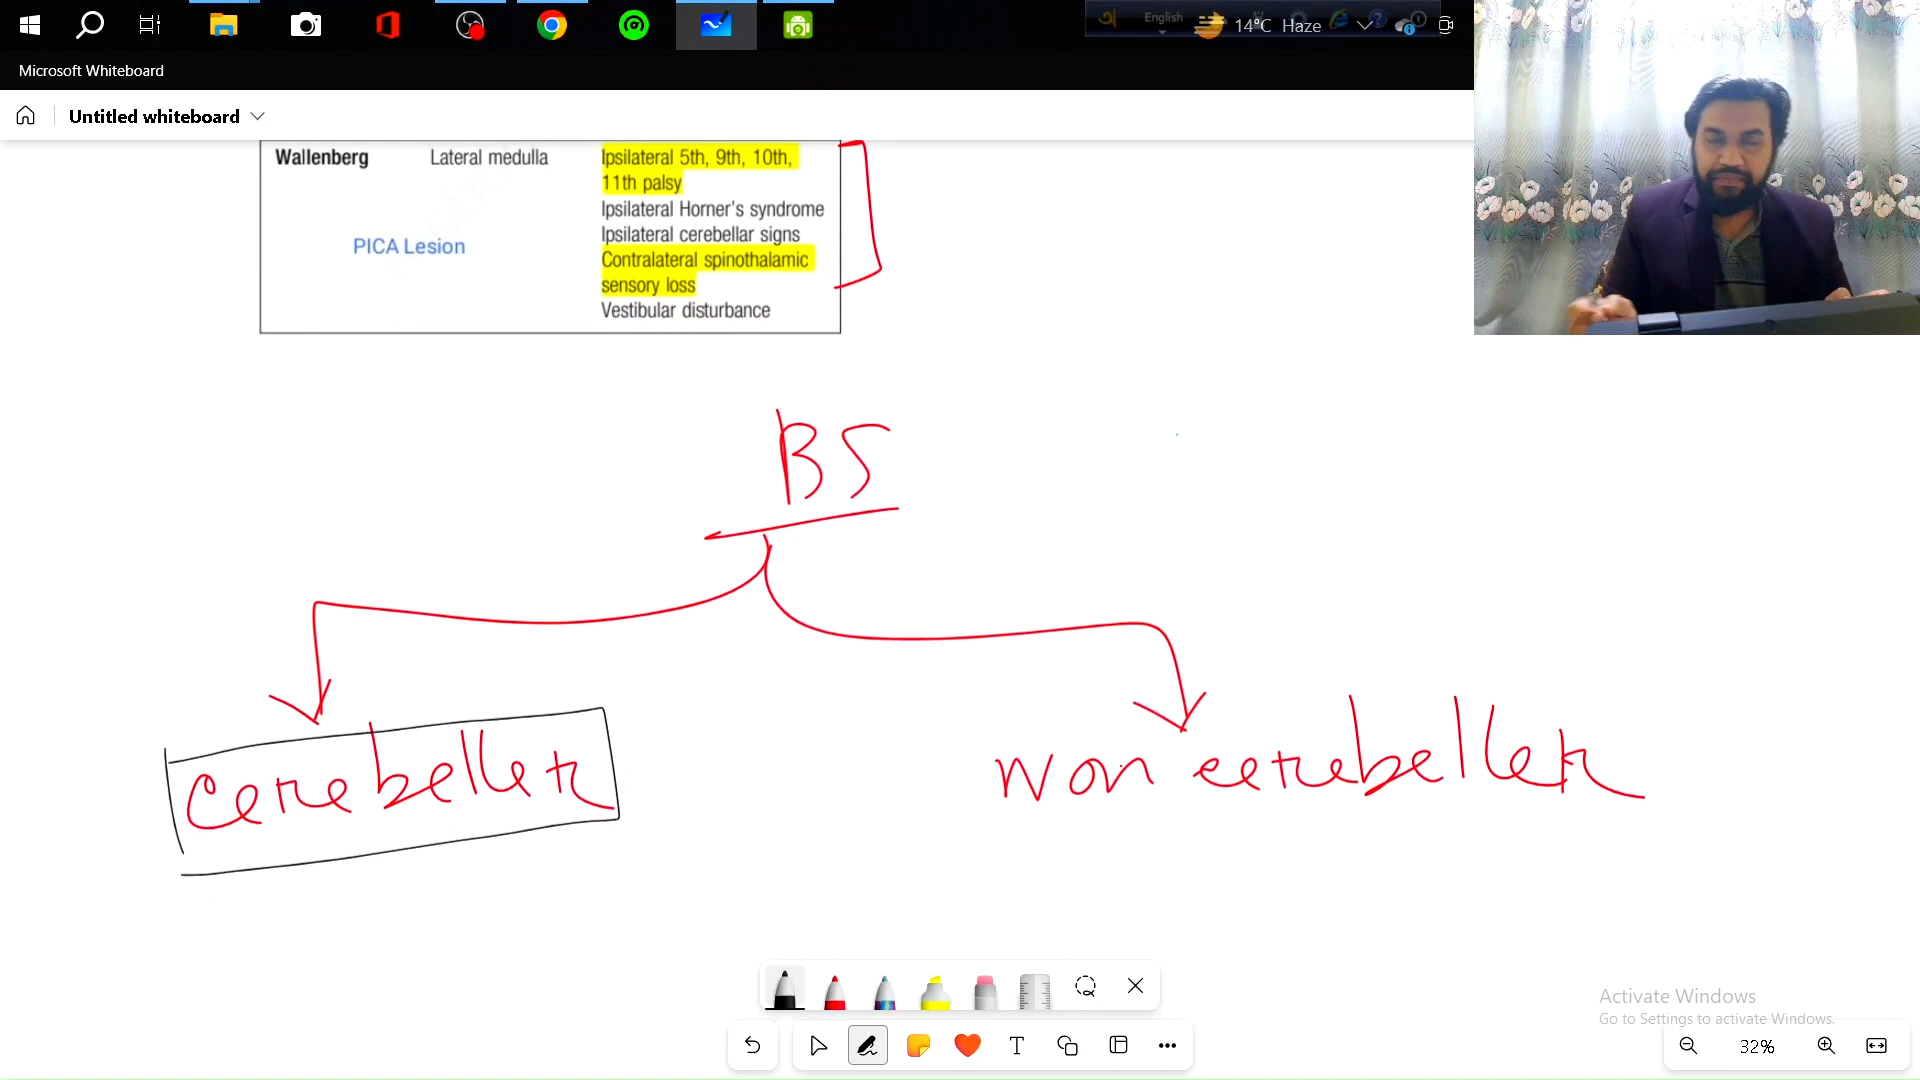 English
14°C Haze
Microsoft Whiteboard
Untitled whiteboard
Wallenberg Lateral medulla Ipsilateral 5th, 9th, 10th,
11th palsy
Ipsilateral Horner's syndrome
Ipsilateral cerebellar signs
PICA Lesion
Contralateral spinothalamic
sensory loss
Vestibular disturbance
BS
Cerebeller
Non cerebeller
Activate Windows
Go to Settings to activate Windows.
32%